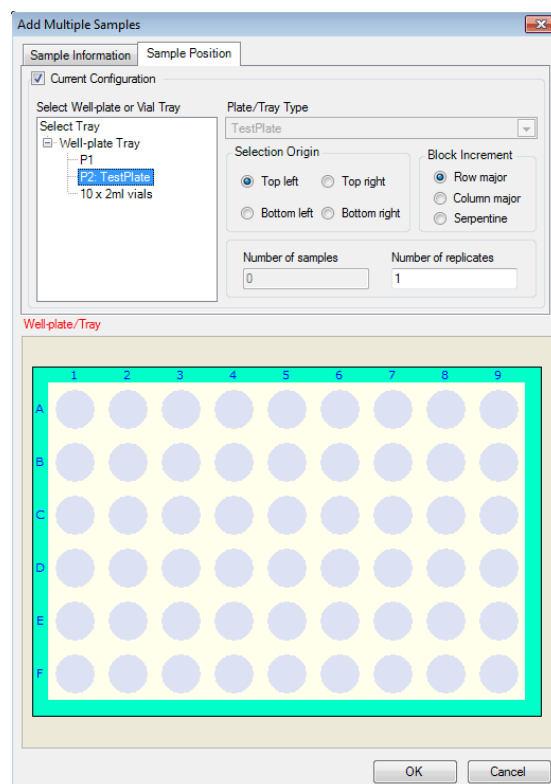 Add Multiple Samples
Sample Information Sample Position
Current Configuration
Select Well-plate or Vial Tray
Select Tray
Well-plate Tray
P1
P2: TestPlate
10 x 2ml vials
Plate/Tray Type
TestPlate
Selection Origin
Top left Top right
Bottom left Bottom right
Block Increment
Row major
Column major
Serpentine
Number of samples Number of replicates
0 1
Well-plate/Tray
1 2 3 4 5 6 7 8 9
A
B
C
D
E
F
OK Cancel